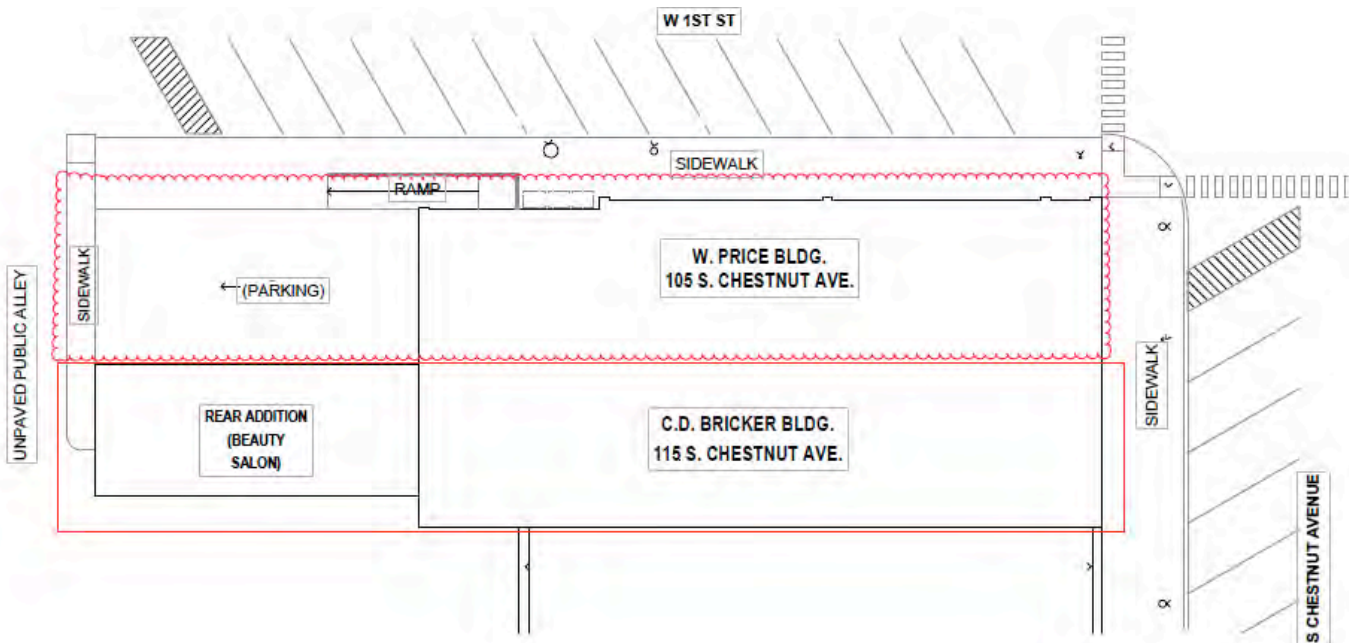 W 1ST ST
SIDEWALK
RAMP
W. PRICE BLDG.
105 S. CHESTNUT AVE.
SIDEWALK
(PARKING)
UNPAVED PUBLIC ALLEY
REAR ADDITION
(BEAUTY
SALON)
C.D. BRICKER BLDG.
115 S. CHESTNUT AVE.
SIDEWALK
S CHESTNUT AVENUE